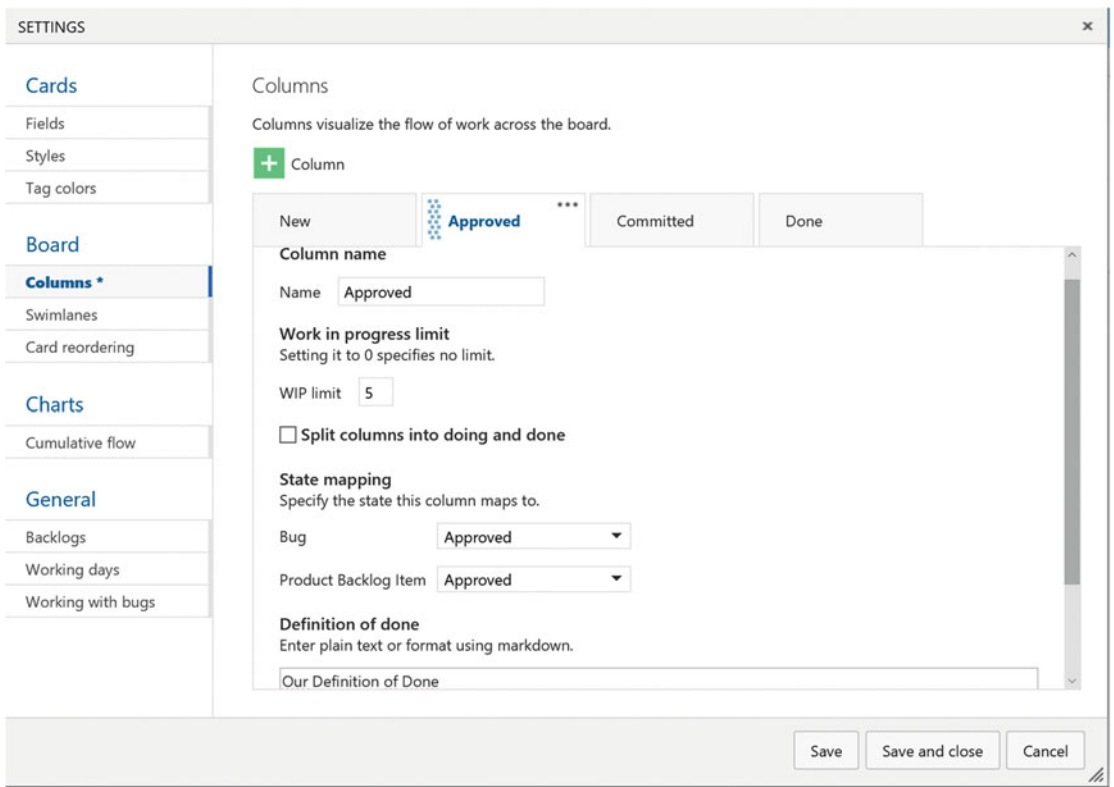 SETTINGS
Cards
Fields
Styles
Tag colors
Board
Columns *
Swimlanes
Card reordering
Charts
Cumulative flow
General
Backlogs
Working days
Working with bugs
Columns
Columns visualize the flow of work across the board.
+ Column
New Approved ••• Committed Done
Column name
Name Approved
Work in progress limit
Setting it to 0 specifies no limit.
WIP limit 5
Split columns into doing and done
State mapping
Specify the state this column maps to.
Bug Approved
Product Backlog Item Approved
Definition of done
Enter plain text or format using markdown.
Our Definition of Done
Save Save and close Cancel